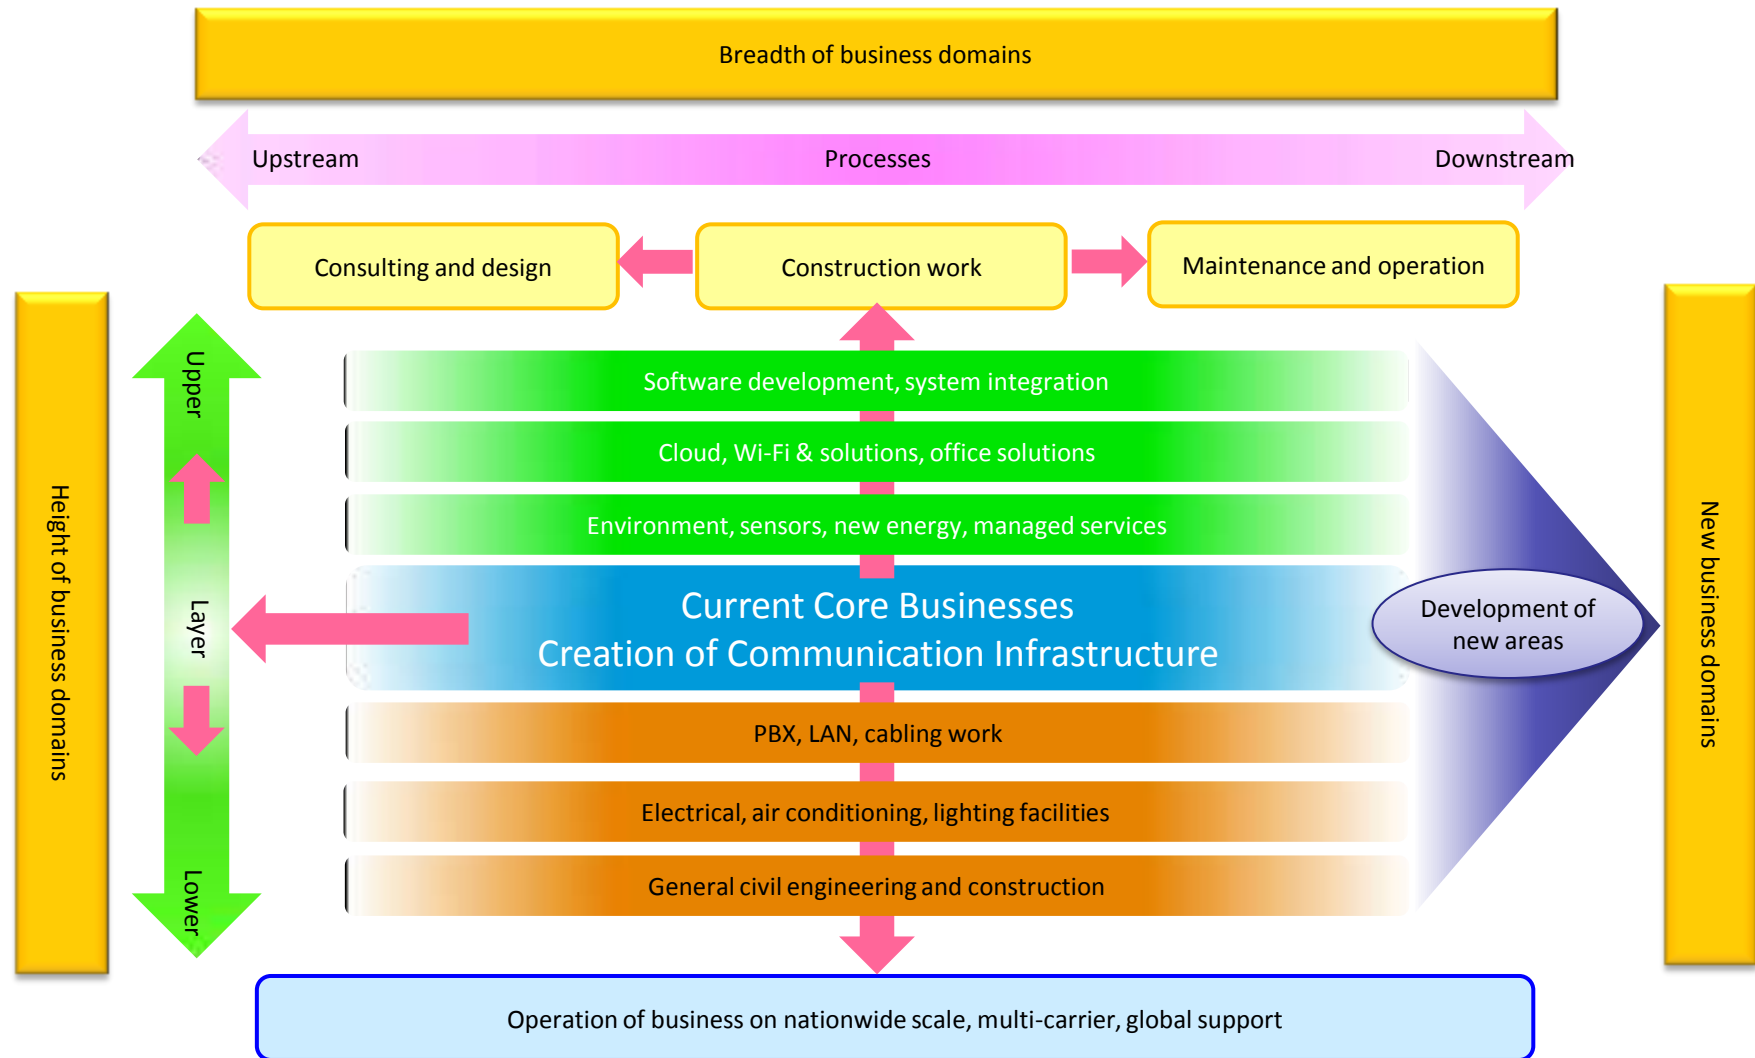 Breadth of business domains
Upstream
Processes
Downstream
Consulting and design
Construction work
Maintenance and operation
Height of business domains
Upper
Layer
Lower
Software development, system integration
Cloud, Wi-Fi & solutions, office solutions
Environment, sensors, new energy, managed services
Current Core Businesses
Creation of Communication Infrastructure
PBX, LAN, cabling work
Electrical, air conditioning, lighting facilities
General civil engineering and construction
Development of
new areas
New business domains
Operation of business on nationwide scale, multi-carrier, global support